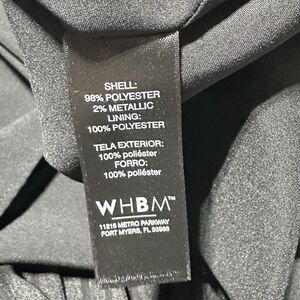 SHELL:
98% POLYESTER
2% METALLIC
LINING:
100% POLYESTER
TELA EXTERIOR:
100% poliéster
FORRO:
100% poliéster
WHBM™
11215 METRO PARKWAY
FORT MYERS, FL 33966